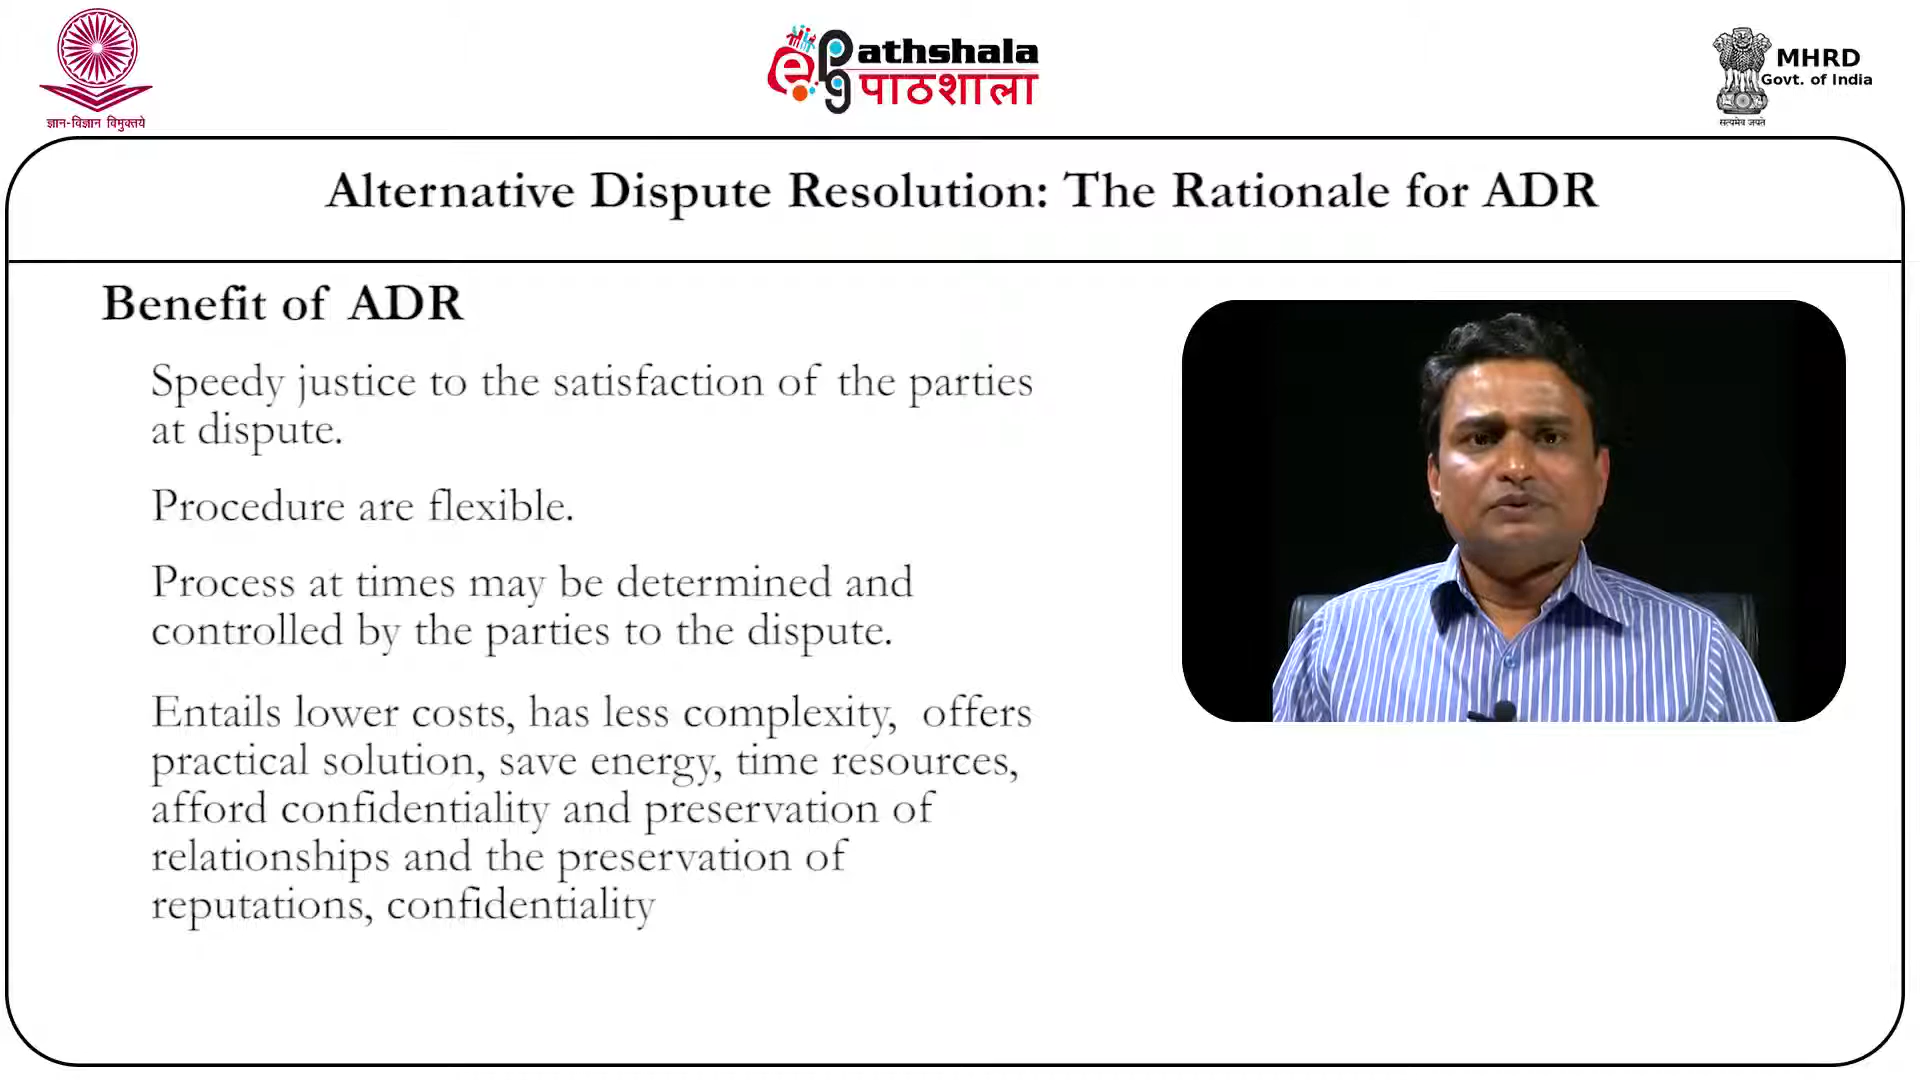 ज्ञान-विज्ञान विमुक्तये
ePg Pathshala
पाठशाला
MHRD
Govt. of India
सत्यमेव जयते
Alternative Dispute Resolution: The Rationale for ADR
Benefit of ADR
Speedy justice to the satisfaction of the parties
at dispute.
Procedure are flexible.
Process at times may be determined and
controlled by the parties to the dispute.
Entails lower costs, has less complexity, offers
practical solution, save energy, time resources,
afford confidentiality and preservation of
relationships and the preservation of
reputations, confidentiality